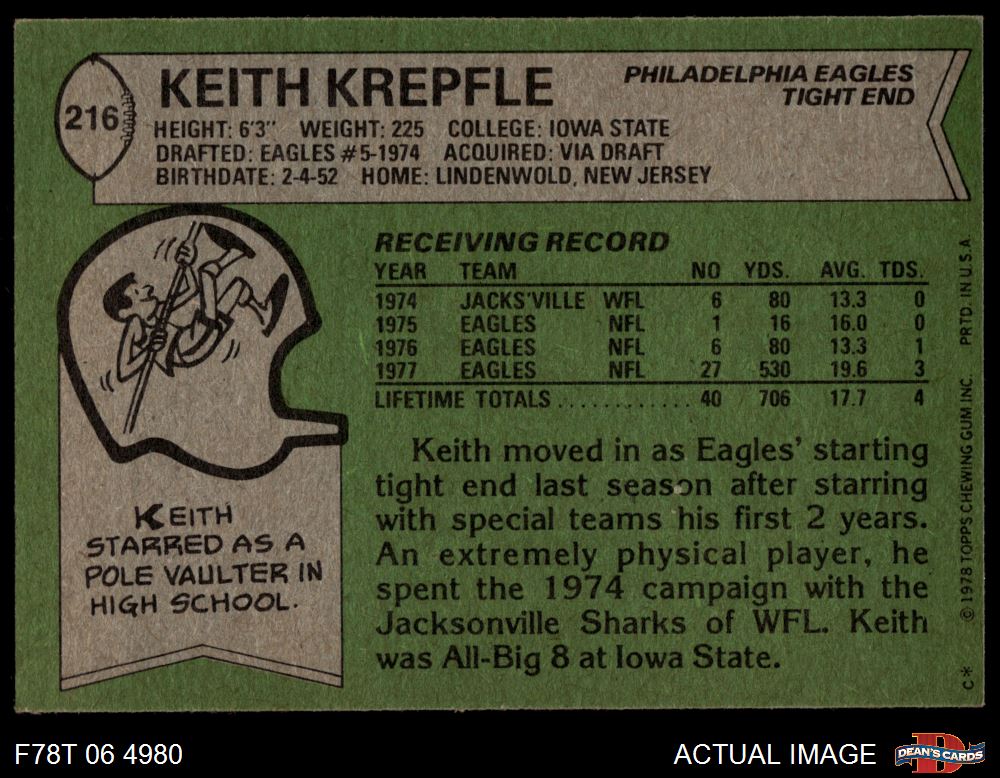 216
KEITH KREPFLE
PHILADELPHIA EAGLES
TIGHT END
HEIGHT: 6'3" WEIGHT: 225 COLLEGE: IOWA STATE
DRAFTED: EAGLES #5-1974 ACQUIRED: VIA DRAFT
BIRTHDATE: 2-4-52 HOME: LINDENWOLD, NEW JERSEY
RECEIVING RECORD
YEAR TEAM NO YDS. AVG. TDS.
1974 JACKS'VILLE WFL 6 80 13.3 0
1975 EAGLES NFL 1 16 16.0 0
1976 EAGLES NFL 6 80 13.3 1
1977 EAGLES NFL 27 530 19.6 3
LIFETIME TOTALS ............ 40 706 17.7 4
Keith moved in as Eagles' starting
tight end last season after starring
with special teams his first 2 years.
An extremely physical player, he
spent the 1974 campaign with the
Jacksonville Sharks of WFL. Keith
was All-Big 8 at Iowa State.
KEITH
STARRED AS A
POLE VAULTER IN
HIGH SCHOOL.
C* © 1978 TOPPS CHEWING GUM INC. PRTD. IN U.S.A.
F78T 06 4980
ACTUAL IMAGE
D
DEAN'S CARDS